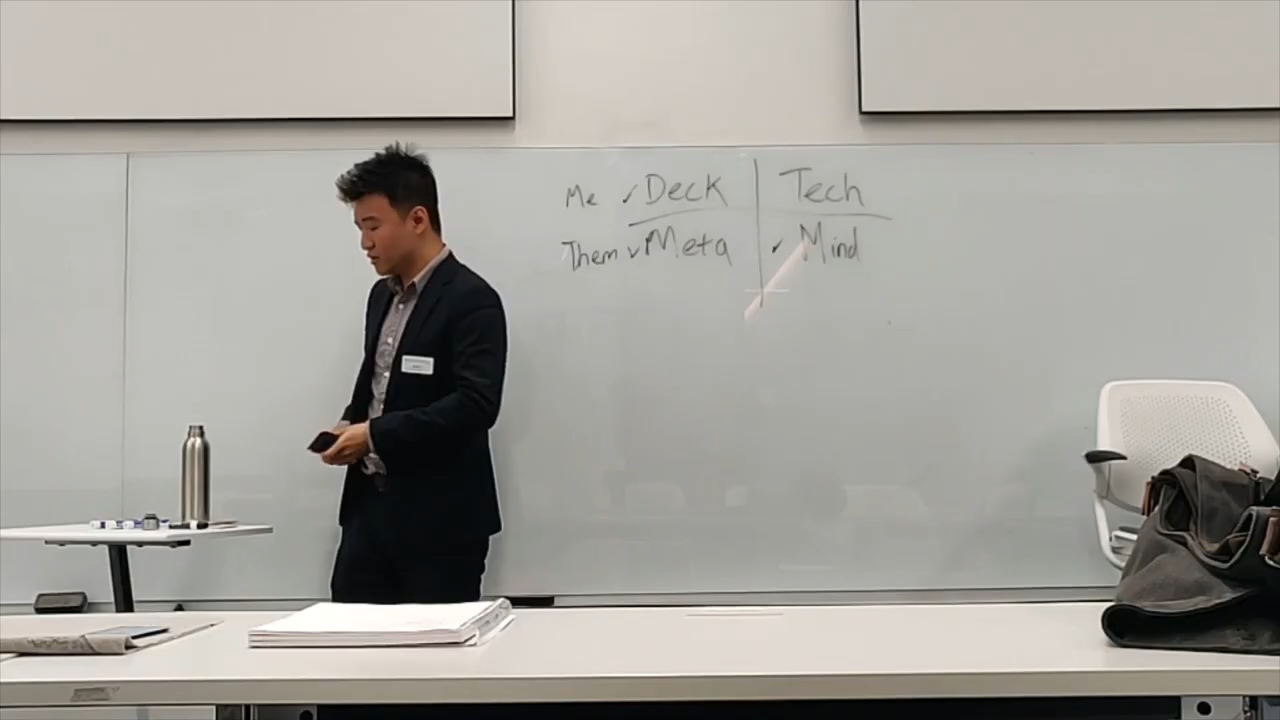 Me ✓ Deck Tech
Them ✓ Meta ✓ Mind